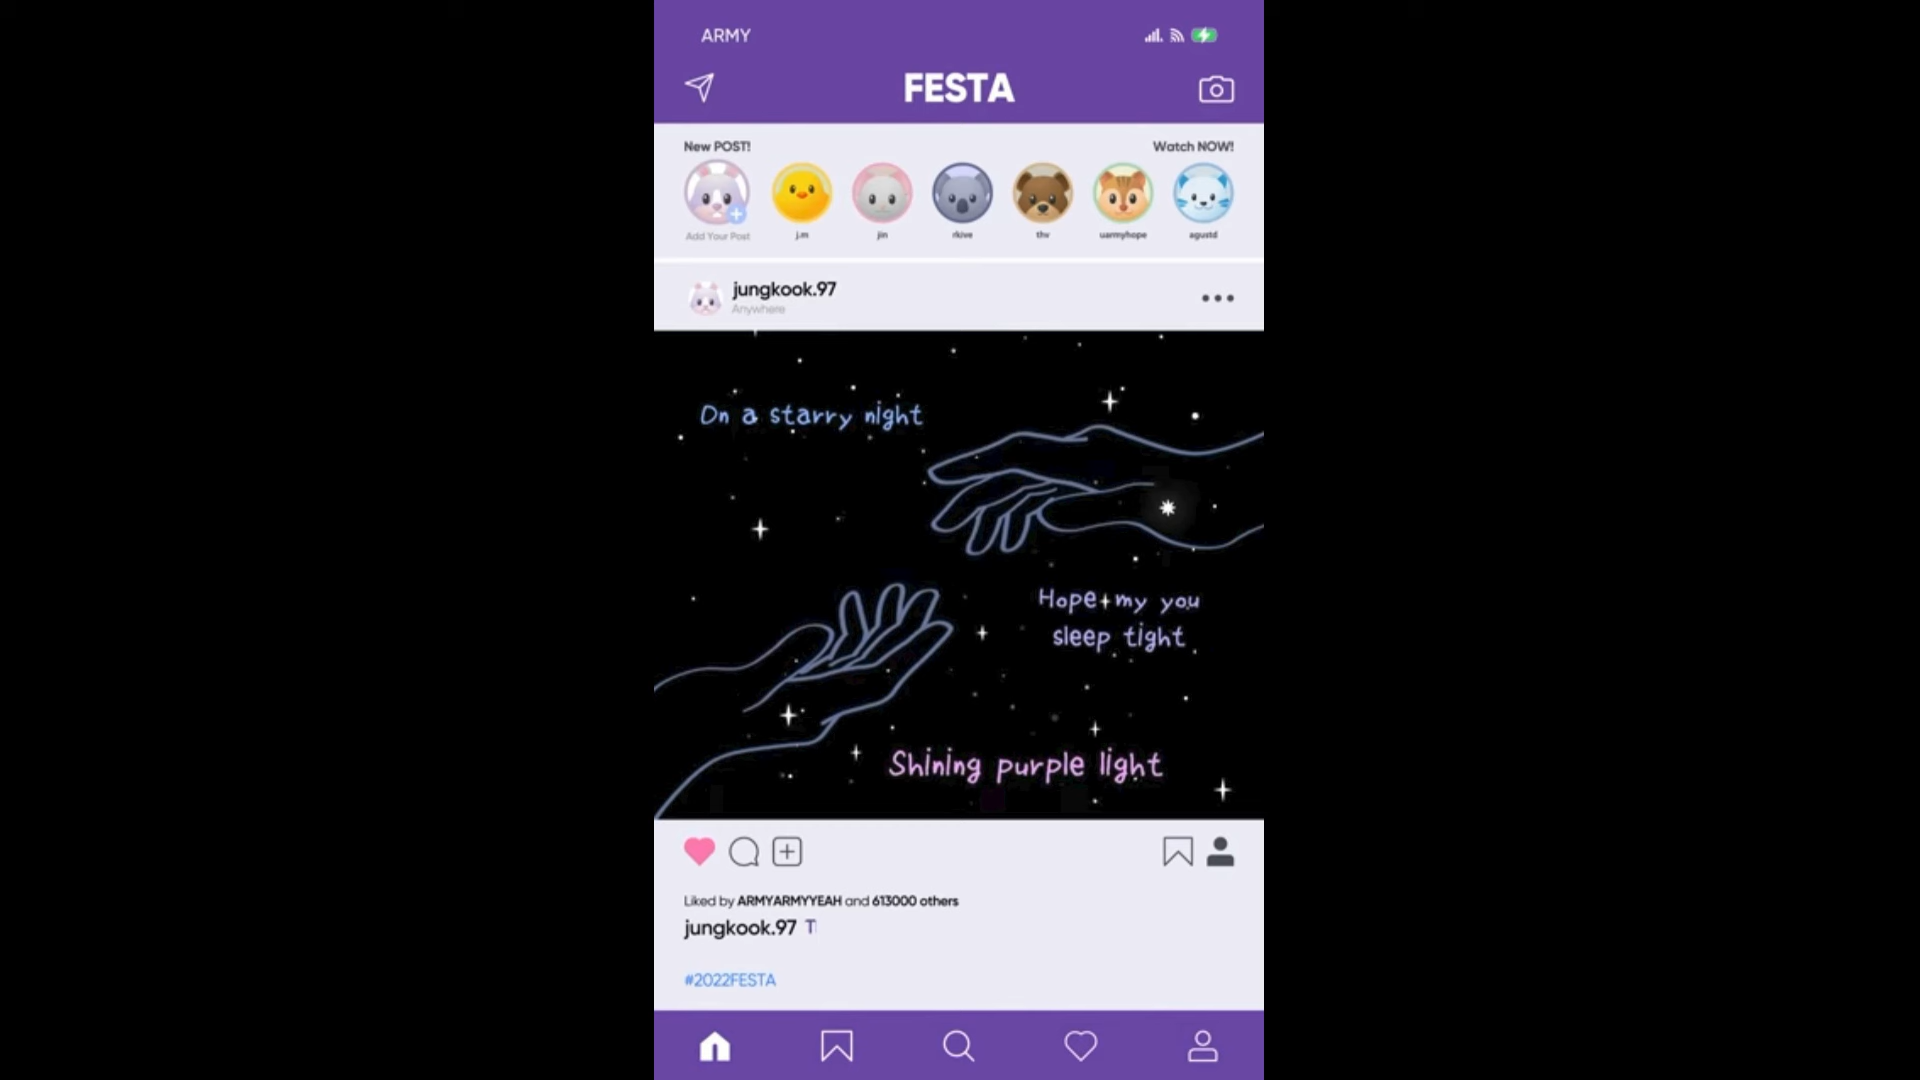 ARMY
FESTA
New POST!
Watch NOW!
Add Your Post
j.m
jin
rkive
thv
uarmyhope
agustd
jungkook.97
Anywhere
On a starry night
Hope my you
sleep tight
Shining purple light
Liked by ARMYARMYYEAH and 613000 others
jungkook.97 T
#2022FESTA